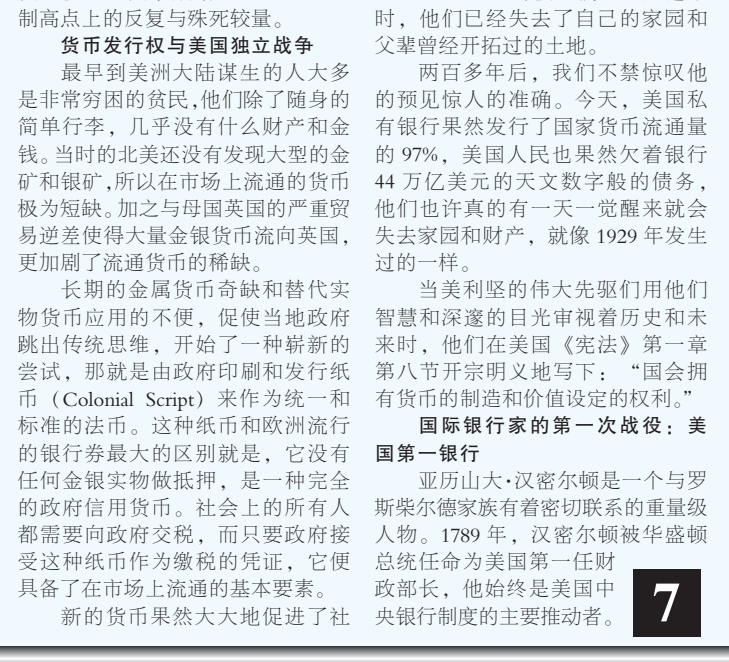 制高点上的反复与殊死较量。
货币发行权与美国独立战争
最早到美洲大陆谋生的人大多
是非常穷困的贫民,他们除了随身的
简单行李，几乎没有什么财产和金
钱。当时的北美还没有发现大型的金
矿和银矿,所以在市场上流通的货币
极为短缺。加之与母国英国的严重贸
易逆差使得大量金银货币流向英国，
更加剧了流通货币的稀缺。
长期的金属货币奇缺和替代实
物货币应用的不便，促使当地政府
跳出传统思维，开始了一种崭新的
尝试，那就是由政府印刷和发行纸
币（Colonial Script）来作为统一和
标准的法币。这种纸币和欧洲流行
的银行券最大的区别就是，它没有
任何金银实物做抵押，是一种完全
的政府信用货币。社会上的所有人
都需要向政府交税，而只要政府接
受这种纸币作为缴税的凭证，它便
具备了在市场上流通的基本要素。
新的货币果然大大地促进了社
时，他们已经失去了自己的家园和
父辈曾经开拓过的土地。
两百多年后，我们不禁惊叹他
的预见惊人的准确。今天，美国私
有银行果然发行了国家货币流通量
的 97%，美国人民也果然欠着银行
44 万亿美元的天文数字般的债务，
他们也许真的有一天一觉醒来就会
失去家园和财产，就像 1929 年发生
过的一样。
当美利坚的伟大先驱们用他们
智慧和深邃的目光审视着历史和未
来时，他们在美国《宪法》第一章
第八节开宗明义地写下：“国会拥
有货币的制造和价值设定的权利。”
国际银行家的第一次战役：美
国第一银行
亚历山大·汉密尔顿是一个与罗
斯柴尔德家族有着密切联系的重量级
人物。1789 年，汉密尔顿被华盛顿
总统任命为美国第一任财
政部长，他始终是美国中
央银行制度的主要推动者。
7